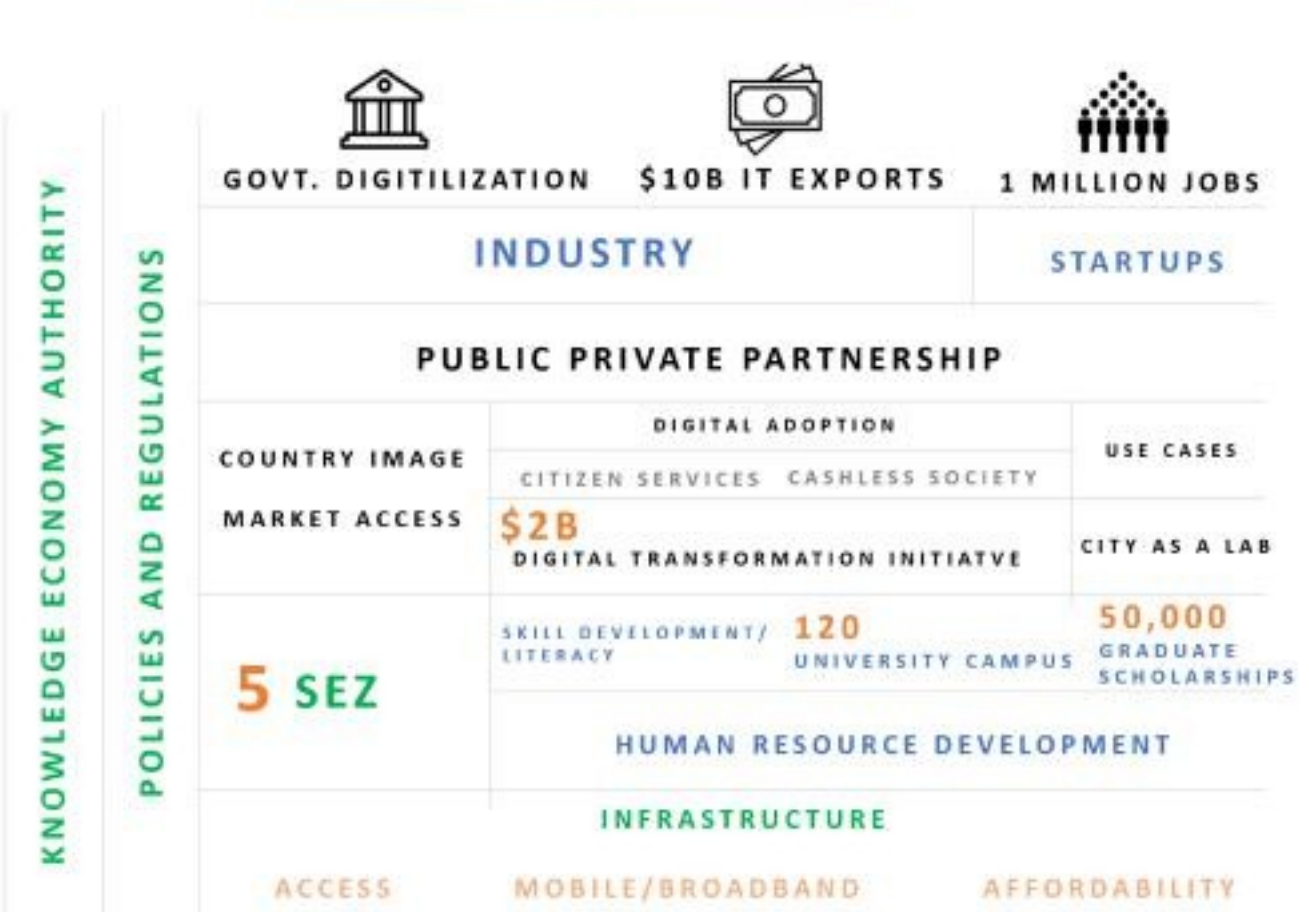 KNOWLEDGE ECONOMY AUTHORITY
POLICIES AND REGULATIONS
GOVT. DIGITILIZATION
$10B IT EXPORTS
1 MILLION JOBS
INDUSTRY
STARTUPS
PUBLIC PRIVATE PARTNERSHIP
COUNTRY IMAGE
MARKET ACCESS
DIGITAL ADOPTION
CITIZEN SERVICES CASHLESS SOCIETY
USE CASES
$2B
DIGITAL TRANSFORMATION INITIATVE
CITY AS A LAB
5 SEZ
SKILL DEVELOPMENT/
LITERACY
120
UNIVERSITY CAMPUS
50,000
GRADUATE
SCHOLARSHIPS
HUMAN RESOURCE DEVELOPMENT
INFRASTRUCTURE
ACCESS
MOBILE/BROADBAND
AFFORDABILITY